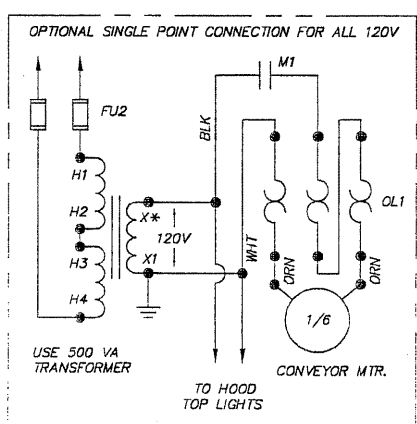 OPTIONAL SINGLE POINT CONNECTION FOR ALL 120V
M1
FU2
BLK
H1
H2
X*
120V
X1
H3
H4
WHT
OL1
ORN
ORN
1/6
USE 500 VA
TRANSFORMER
CONVEYOR MTR.
TO HOOD
TOP LIGHTS